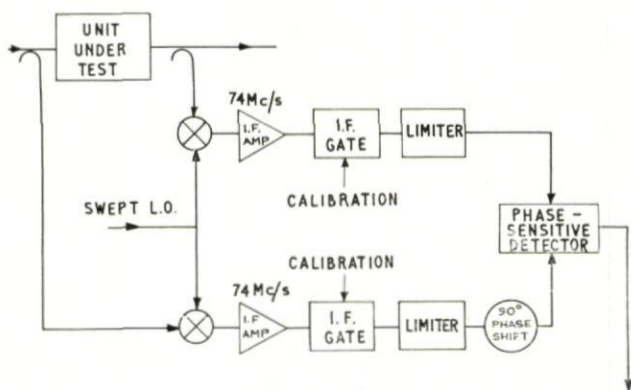 UNIT
UNDER
TEST
74Mc/s
I.F.
AMP
I.F.
GATE
LIMITER
CALIBRATION
SWEPT L.O.
PHASE-
SENSITIVE
DETECTOR
CALIBRATION
74Mc/s
I.F
AMP
I.F.
GATE
LIMITER
90°
PHASE
SHIFT